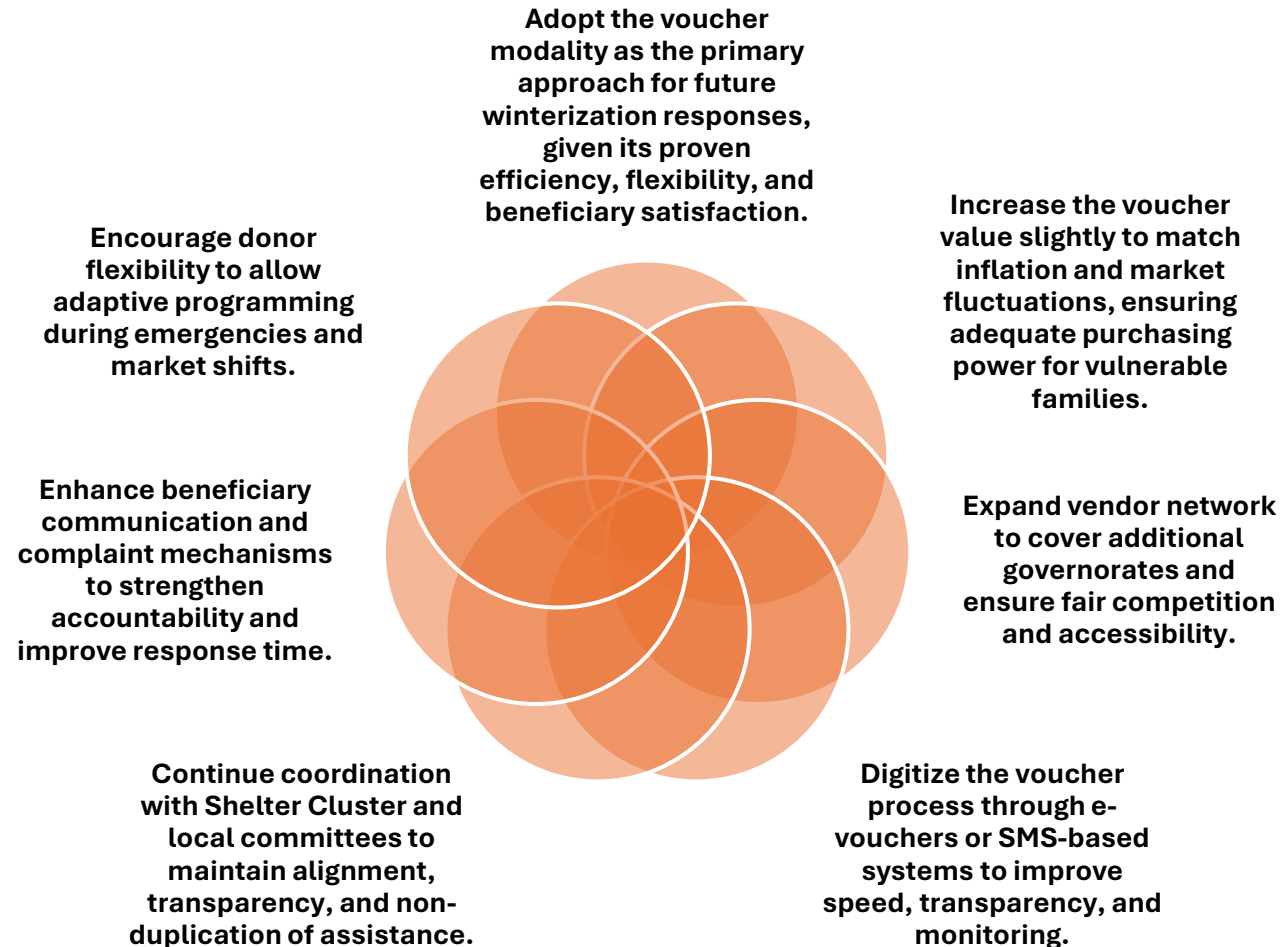 Adopt the voucher
modality as the primary
approach for future
winterization responses,
given its proven
efficiency, flexibility, and
beneficiary satisfaction.
Increase the voucher
value slightly to match
inflation and market
fluctuations, ensuring
adequate purchasing
power for vulnerable
families.
Expand vendor network
to cover additional
governorates and
ensure fair competition
and accessibility.
Digitize the voucher
process through e-
vouchers or SMS-based
systems to improve
speed, transparency, and
monitoring.
Continue coordination
with Shelter Cluster and
local committees to
maintain alignment,
transparency, and non-
duplication of assistance.
Enhance beneficiary
communication and
complaint mechanisms
to strengthen
accountability and
improve response time.
Encourage donor
flexibility to allow
adaptive programming
during emergencies and
market shifts.